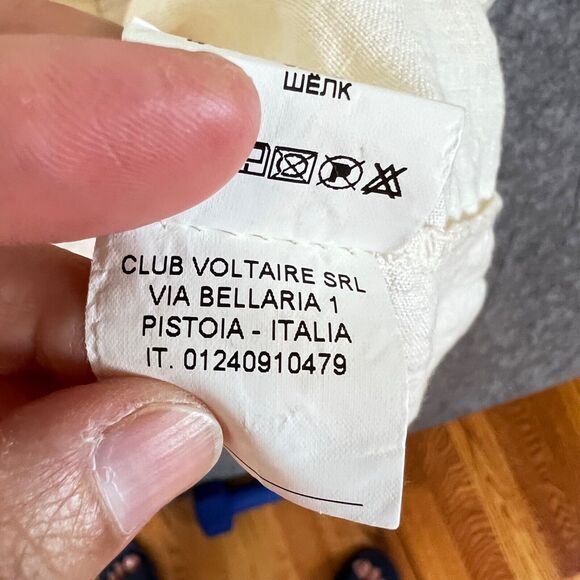 ШЁЛК
CLUB VOLTAIRE SRL
VIA BELLARIA 1
PISTOIA - ITALIA
IT. 01240910479